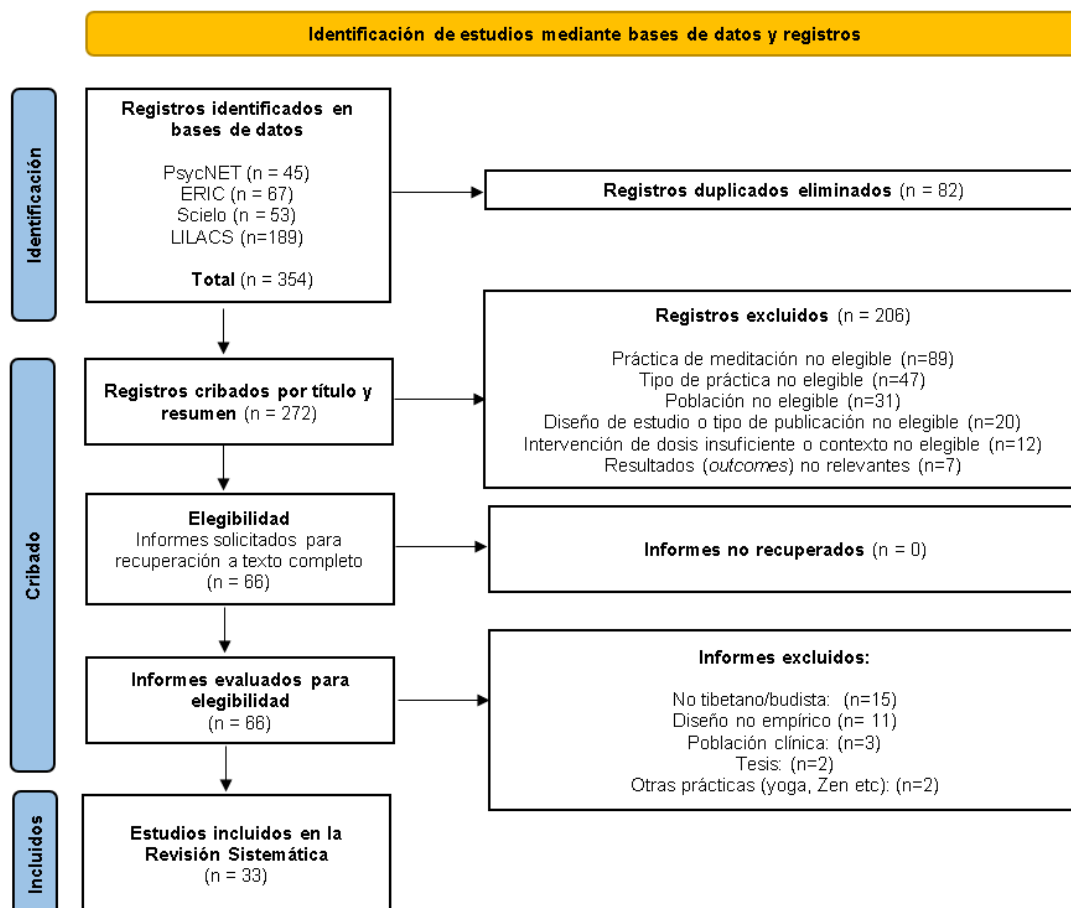 Identificación de estudios mediante bases de datos y registros
Identificación
Registros identificados en
bases de datos
PsycNET (n = 45)
ERIC (n = 67)
Scielo (n = 53)
LILACS (n=189)
Total (n = 354)
Registros duplicados eliminados (n = 82)
Cribado
Registros cribados por título y
resumen (n = 272)
Registros excluidos (n = 206)
Práctica de meditación no elegible (n=89)
Tipo de práctica no elegible (n=47)
Población no elegible (n=31)
Diseño de estudio o tipo de publicación no elegible (n=20)
Intervención de dosis insuficiente o contexto no elegible (n=12)
Resultados (outcomes) no relevantes (n=7)
Elegibilidad
Informes solicitados para
recuperación a texto completo
(n = 66)
Informes no recuperados (n = 0)
Informes evaluados para
elegibilidad
(n = 66)
Informes excluidos:
No tibetano/budista: (n=15)
Diseño no empírico (n= 11)
Población clínica: (n=3)
Tesis: (n=2)
Otras prácticas (yoga, Zen etc): (n=2)
Incluidos
Estudios incluidos en la
Revisión Sistemática
(n = 33)